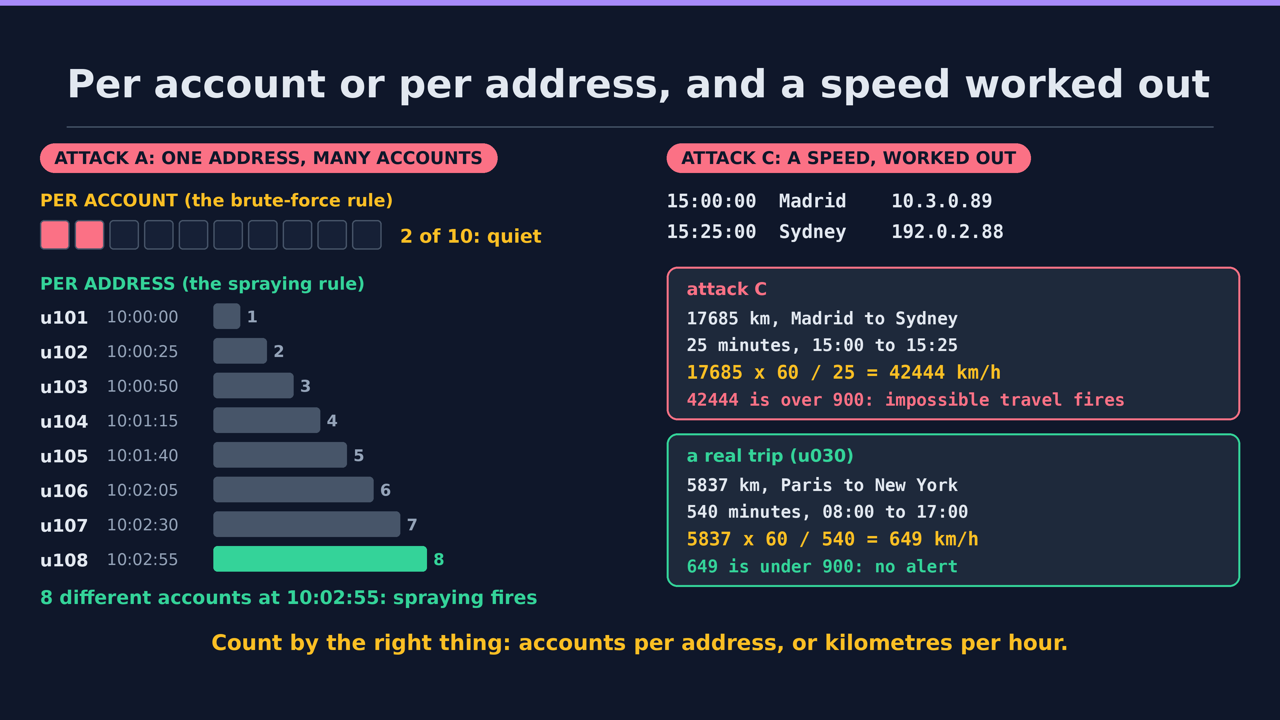 Per account or per address, and a speed worked out
ATTACK A: ONE ADDRESS, MANY ACCOUNTS
PER ACCOUNT (the brute-force rule)
2 of 10: quiet
PER ADDRESS (the spraying rule)
u101 10:00:00 1
u102 10:00:25 2
u103 10:00:50 3
u104 10:01:15 4
u105 10:01:40 5
u106 10:02:05 6
u107 10:02:30 7
u108 10:02:55 8
8 different accounts at 10:02:55: spraying fires
ATTACK C: A SPEED, WORKED OUT
15:00:00 Madrid 10.3.0.89
15:25:00 Sydney 192.0.2.88
attack C
17685 km, Madrid to Sydney
25 minutes, 15:00 to 15:25
17685 x 60 / 25 = 42444 km/h
42444 is over 900: impossible travel fires
a real trip (u030)
5837 km, Paris to New York
540 minutes, 08:00 to 17:00
5837 x 60 / 540 = 649 km/h
649 is under 900: no alert
Count by the right thing: accounts per address, or kilometres per hour.